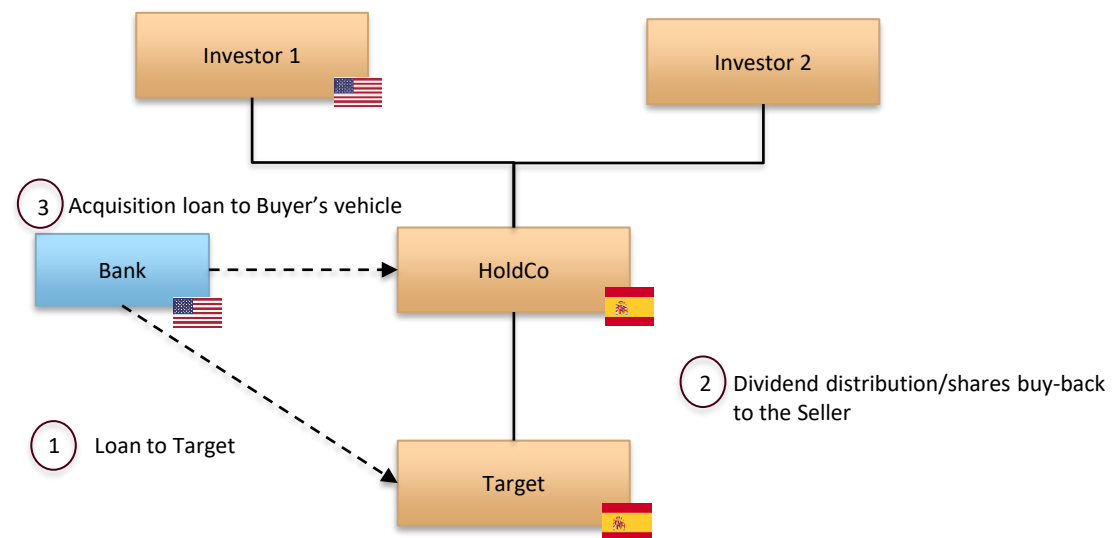 Investor 1
Investor 2
3 Acquisition loan to Buyer’s vehicle
Bank
HoldCo
2 Dividend distribution/shares buy-back
to the Seller
1 Loan to Target
Target